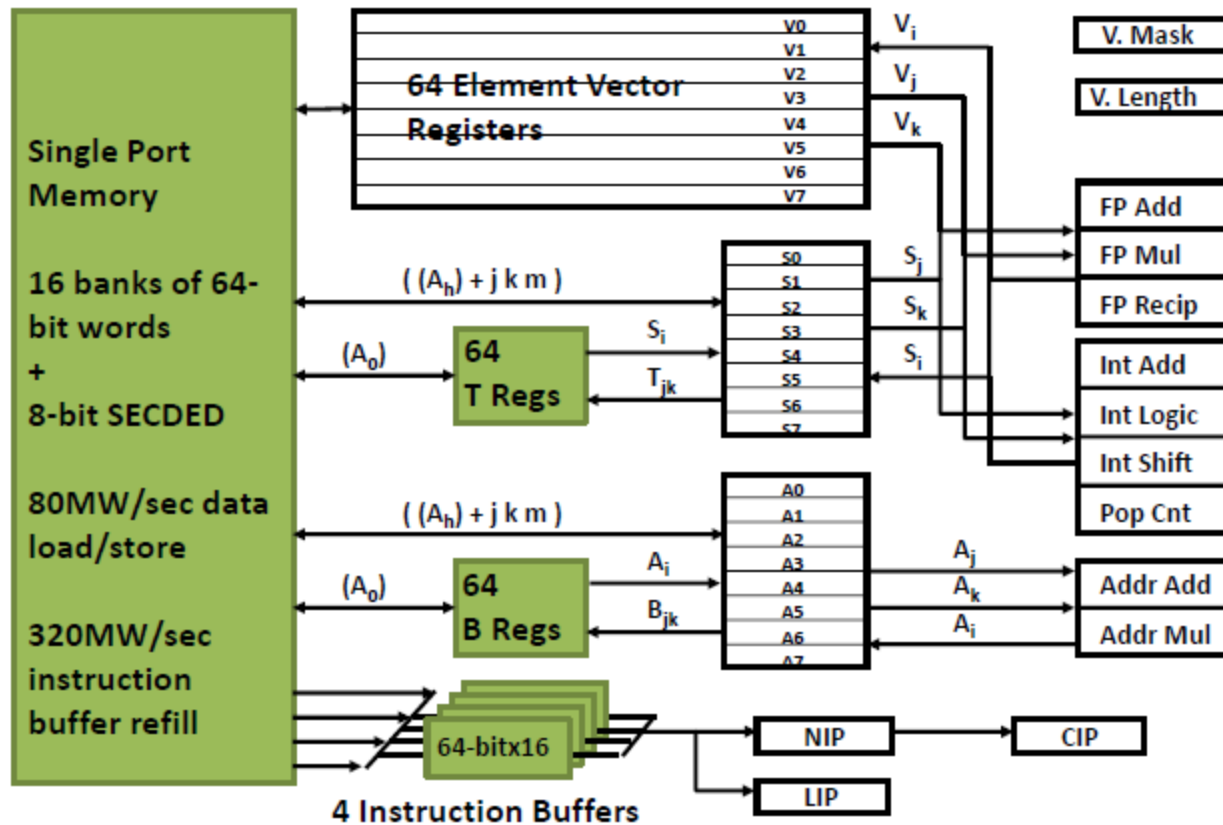 Single Port
Memory
16 banks of 64-
bit words
+
8-bit SECDED
80MW/sec data
load/store
320MW/sec
instruction
buffer refill
64 Element Vector
Registers
V0
V1
V2
V3
V4
V5
V6
V7
Vi
Vj
Vk
V. Mask
V. Length
( (Ah) + j k m )
(A0)
64
T Regs
Si
Tjk
S0
S1
S2
S3
S4
S5
S6
S7
Sj
Sk
Si
FP Add
FP Mul
FP Recip
Int Add
Int Logic
Int Shift
Pop Cnt
( (Ah) + j k m )
(A0)
64
B Regs
Ai
Bjk
A0
A1
A2
A3
A4
A5
A6
A7
Aj
Ak
Ai
Addr Add
Addr Mul
64-bitx16
4 Instruction Buffers
NIP
CIP
LIP